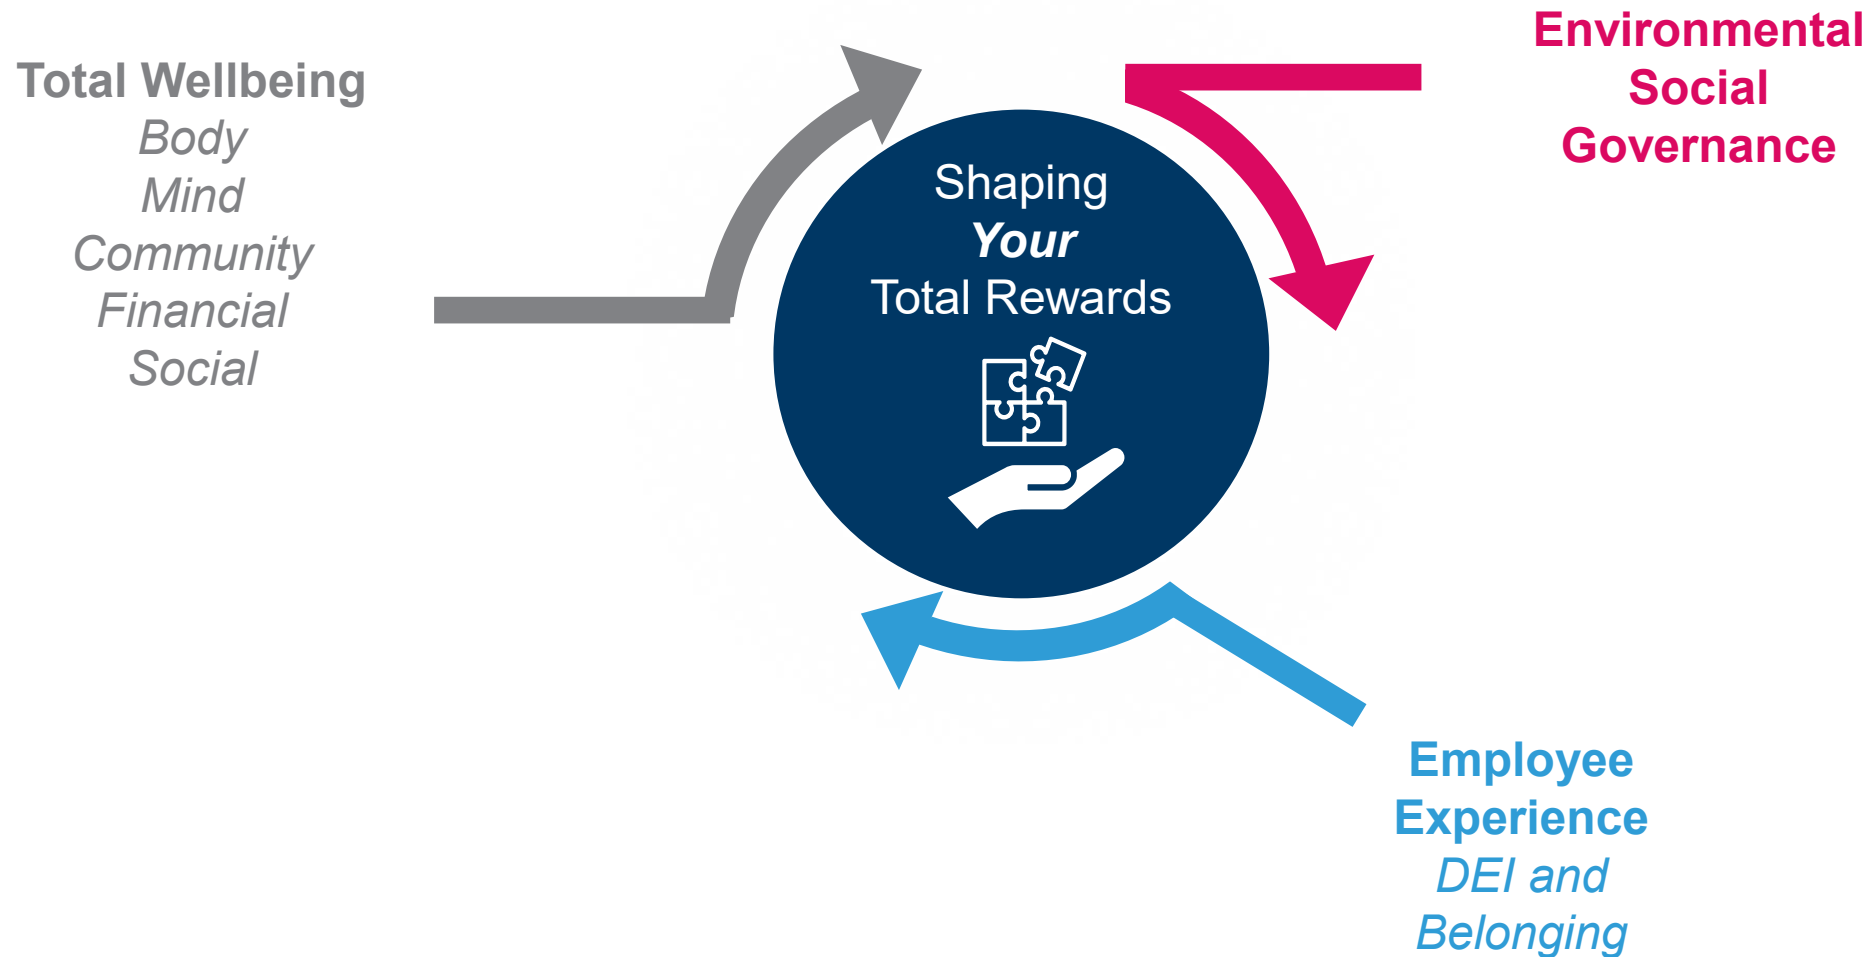 Total Wellbeing
Body
Mind
Community
Financial
Social
Shaping
Your
Total Rewards
Environmental
Social
Governance
Employee
Experience
DEI and
Belonging